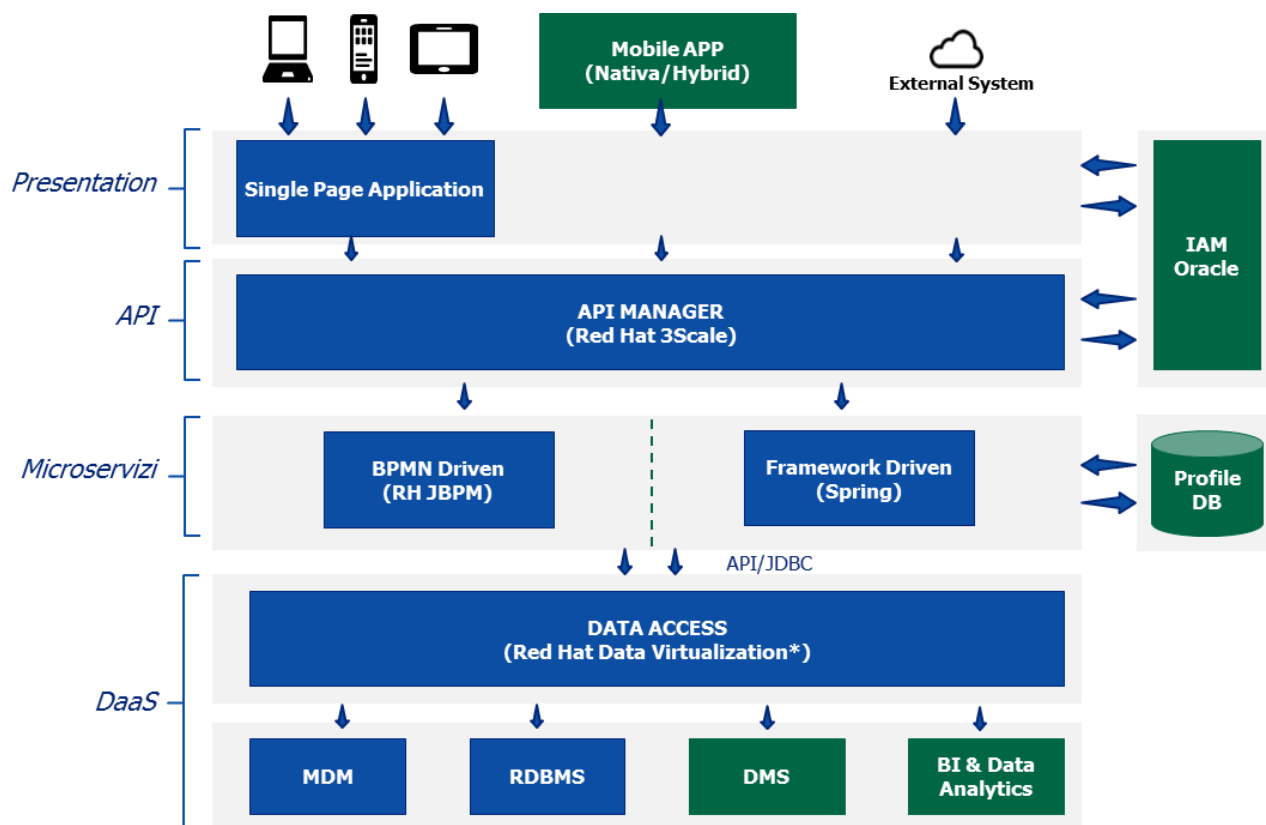 Mobile APP
(Nativa/Hybrid)
External System
Presentation
Single Page Application
IAM
Oracle
API
API MANAGER
(Red Hat 3Scale)
Microservizi
BPMN Driven
(RH JBPM)
Framework Driven
(Spring)
Profile
DB
API/JDBC
DaaS
DATA ACCESS
(Red Hat Data Virtualization*)
MDM
RDBMS
DMS
BI & Data
Analytics